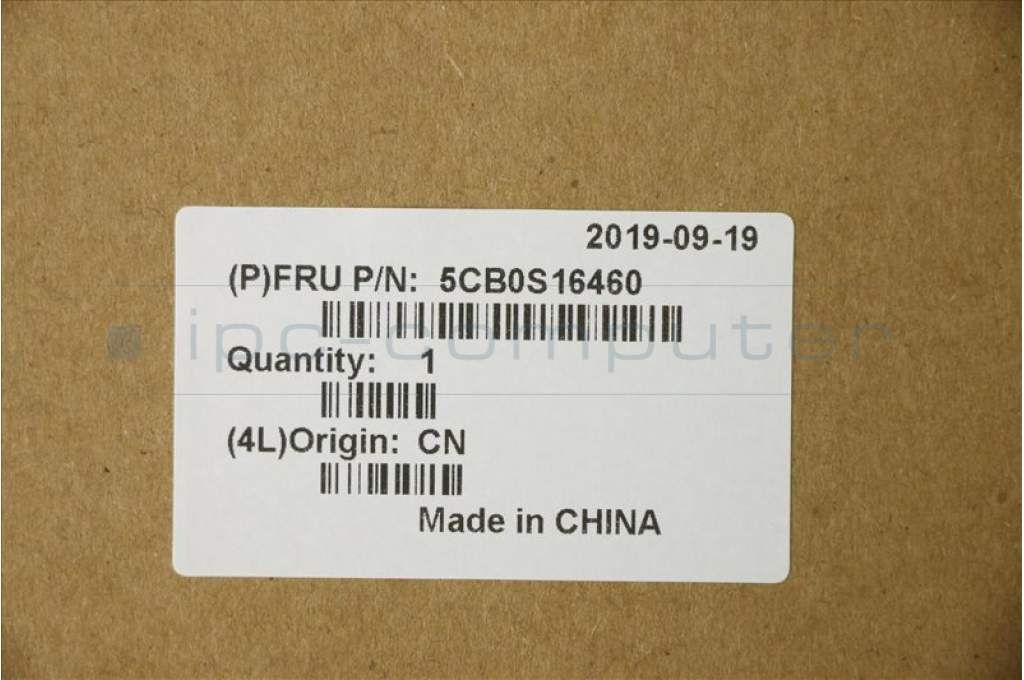 2019-09-19
(P)FRU P/N: 5CB0S16460
ipc-computer
Quantity: 1
(4L)Origin: CN
Made in CHINA